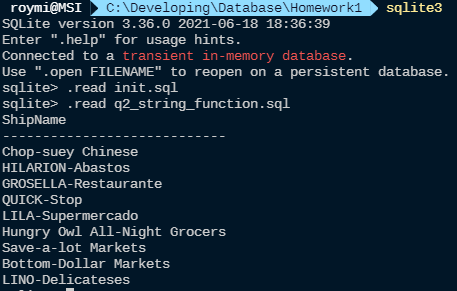 roymi@MSI C:\Developing\Database\Homework1 sqlite3
SQLite version 3.36.0 2021-06-18 18:36:39
Enter ".help" for usage hints.
Connected to a transient in-memory database.
Use ".open FILENAME" to reopen on a persistent database.
sqlite> .read init.sql
sqlite> .read q2_string_function.sql
ShipName
----------------------------
Chop-suey Chinese
HILARION-Abastos
GROSELLA-Restaurante
QUICK-Stop
LILA-Supermercado
Hungry Owl All-Night Grocers
Save-a-lot Markets
Bottom-Dollar Markets
LINO-Delicateses